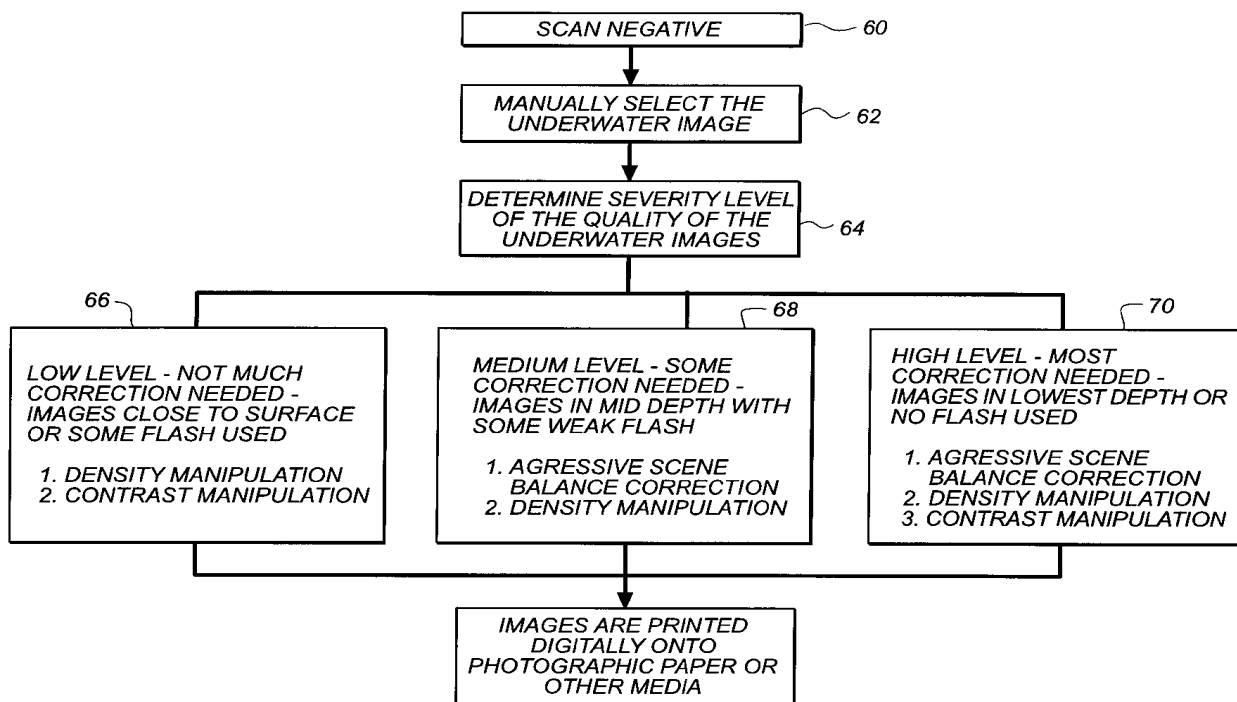 SCAN NEGATIVE
60
MANUALLY SELECT THE
UNDERWATER IMAGE
62
DETERMINE SEVERITY LEVEL
OF THE QUALITY OF THE
UNDERWATER IMAGES
64
66
LOW LEVEL - NOT MUCH
CORRECTION NEEDED -
IMAGES CLOSE TO SURFACE
OR SOME FLASH USED
1. DENSITY MANIPULATION
2. CONTRAST MANIPULATION
68
MEDIUM LEVEL - SOME
CORRECTION NEEDED -
IMAGES IN MID DEPTH WITH
SOME WEAK FLASH
1. AGRESSIVE SCENE
BALANCE CORRECTION
2. DENSITY MANIPULATION
70
HIGH LEVEL - MOST
CORRECTION NEEDED -
IMAGES IN LOWEST DEPTH OR
NO FLASH USED
1. AGRESSIVE SCENE
BALANCE CORRECTION
2. DENSITY MANIPULATION
3. CONTRAST MANIPULATION
IMAGES ARE PRINTED
DIGITALLY ONTO
PHOTOGRAPHIC PAPER OR
OTHER MEDIA